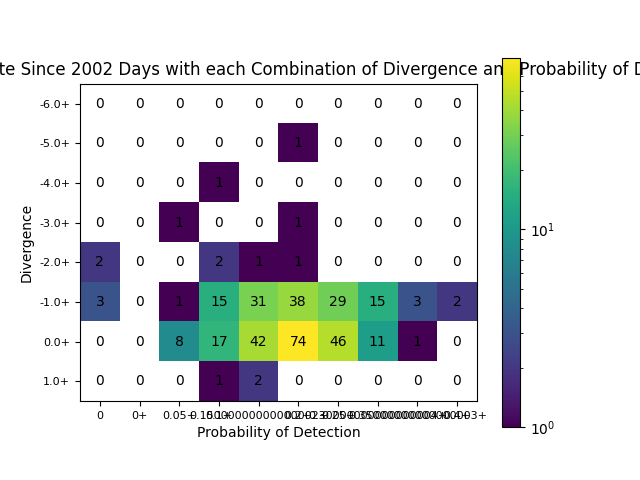 te Since 2002 Days with each Combination of Divergence an Probability of D
-6.0+ 0 0 0 0 0 0 0 0 0 0
-5.0+ 0 0 0 0 0 1 0 0 0 0
-4.0+ 0 0 0 1 0 0 0 0 0 0
-3.0+ 0 0 1 0 0 1 0 0 0 0
-2.0+ 2 0 0 2 1 1 0 0 0 0
-1.0+ 3 0 1 15 31 38 29 15 3 2
0.0+ 0 0 8 17 42 74 46 11 1 0
1.0+ 0 0 0 1 2 0 0 0 0 0
Divergence
0 0+ 0.05+
Probability of Detection
10¹
10⁰